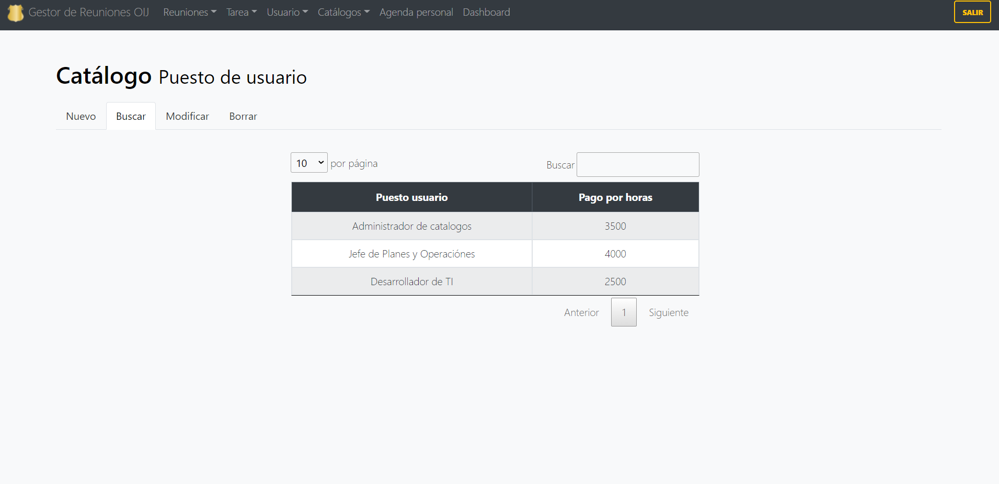 Gestor de Reuniones OIJ Reuniones Tarea Usuario Catálogos Agenda personal Dashboard SALIR
Catálogo Puesto de usuario
Nuevo Buscar Modificar Borrar
10 por página Buscar
Puesto usuario Pago por horas
Administrador de catalogos 3500
Jefe de Planes y Operaciónes 4000
Desarrollador de TI 2500
Anterior 1 Siguiente